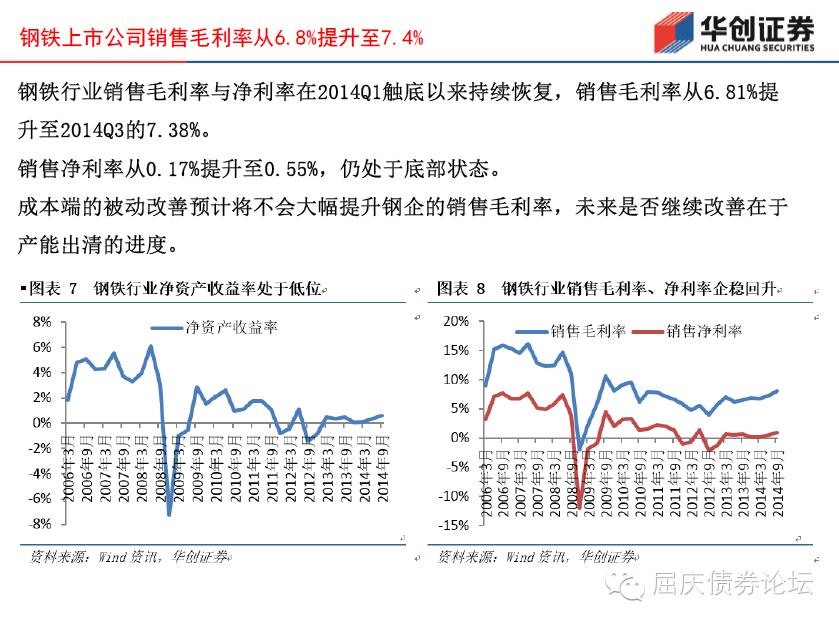 钢铁上市公司销售毛利率从6.8%提升至7.4%
华创证券
HUA CHUANG SECURITIES
钢铁行业销售毛利率与净利率在2014Q1触底以来持续恢复，销售毛利率从6.81%提
升至2014Q3的7.38%。
销售净利率从0.17%提升至0.55%，仍处于底部状态。
成本端的被动改善预计将不会大幅提升钢企的销售毛利率，未来是否继续改善在于
产能出清的进度。
图表 7 钢铁行业净资产收益率处于低位
净资产收益率
8%
6%
4%
2%
0%
-2%
-4%
-6%
-8%
2006年3月
2006年9月
2007年3月
2007年9月
2008年3月
2008年9月
2009年3月
2009年9月
2010年3月
2010年9月
2011年3月
2011年9月
2012年3月
2012年9月
2013年3月
2013年9月
2014年3月
2014年9月
资料来源：Wind 资讯，华创证券
图表 8 钢铁行业销售毛利率、净利率企稳回升
销售毛利率
销售净利率
20%
15%
10%
5%
0%
-5%
-10%
-15%
2006年3月
2006年9月
2007年3月
2007年9月
2008年3月
2008年9月
2009年3月
2009年9月
2010年3月
2010年9月
2011年3月
2011年9月
2012年3月
2012年9月
2013年3月
2013年9月
2014年3月
2014年9月
资料来源：Wind 资讯，华创证券
屈庆债券论坛